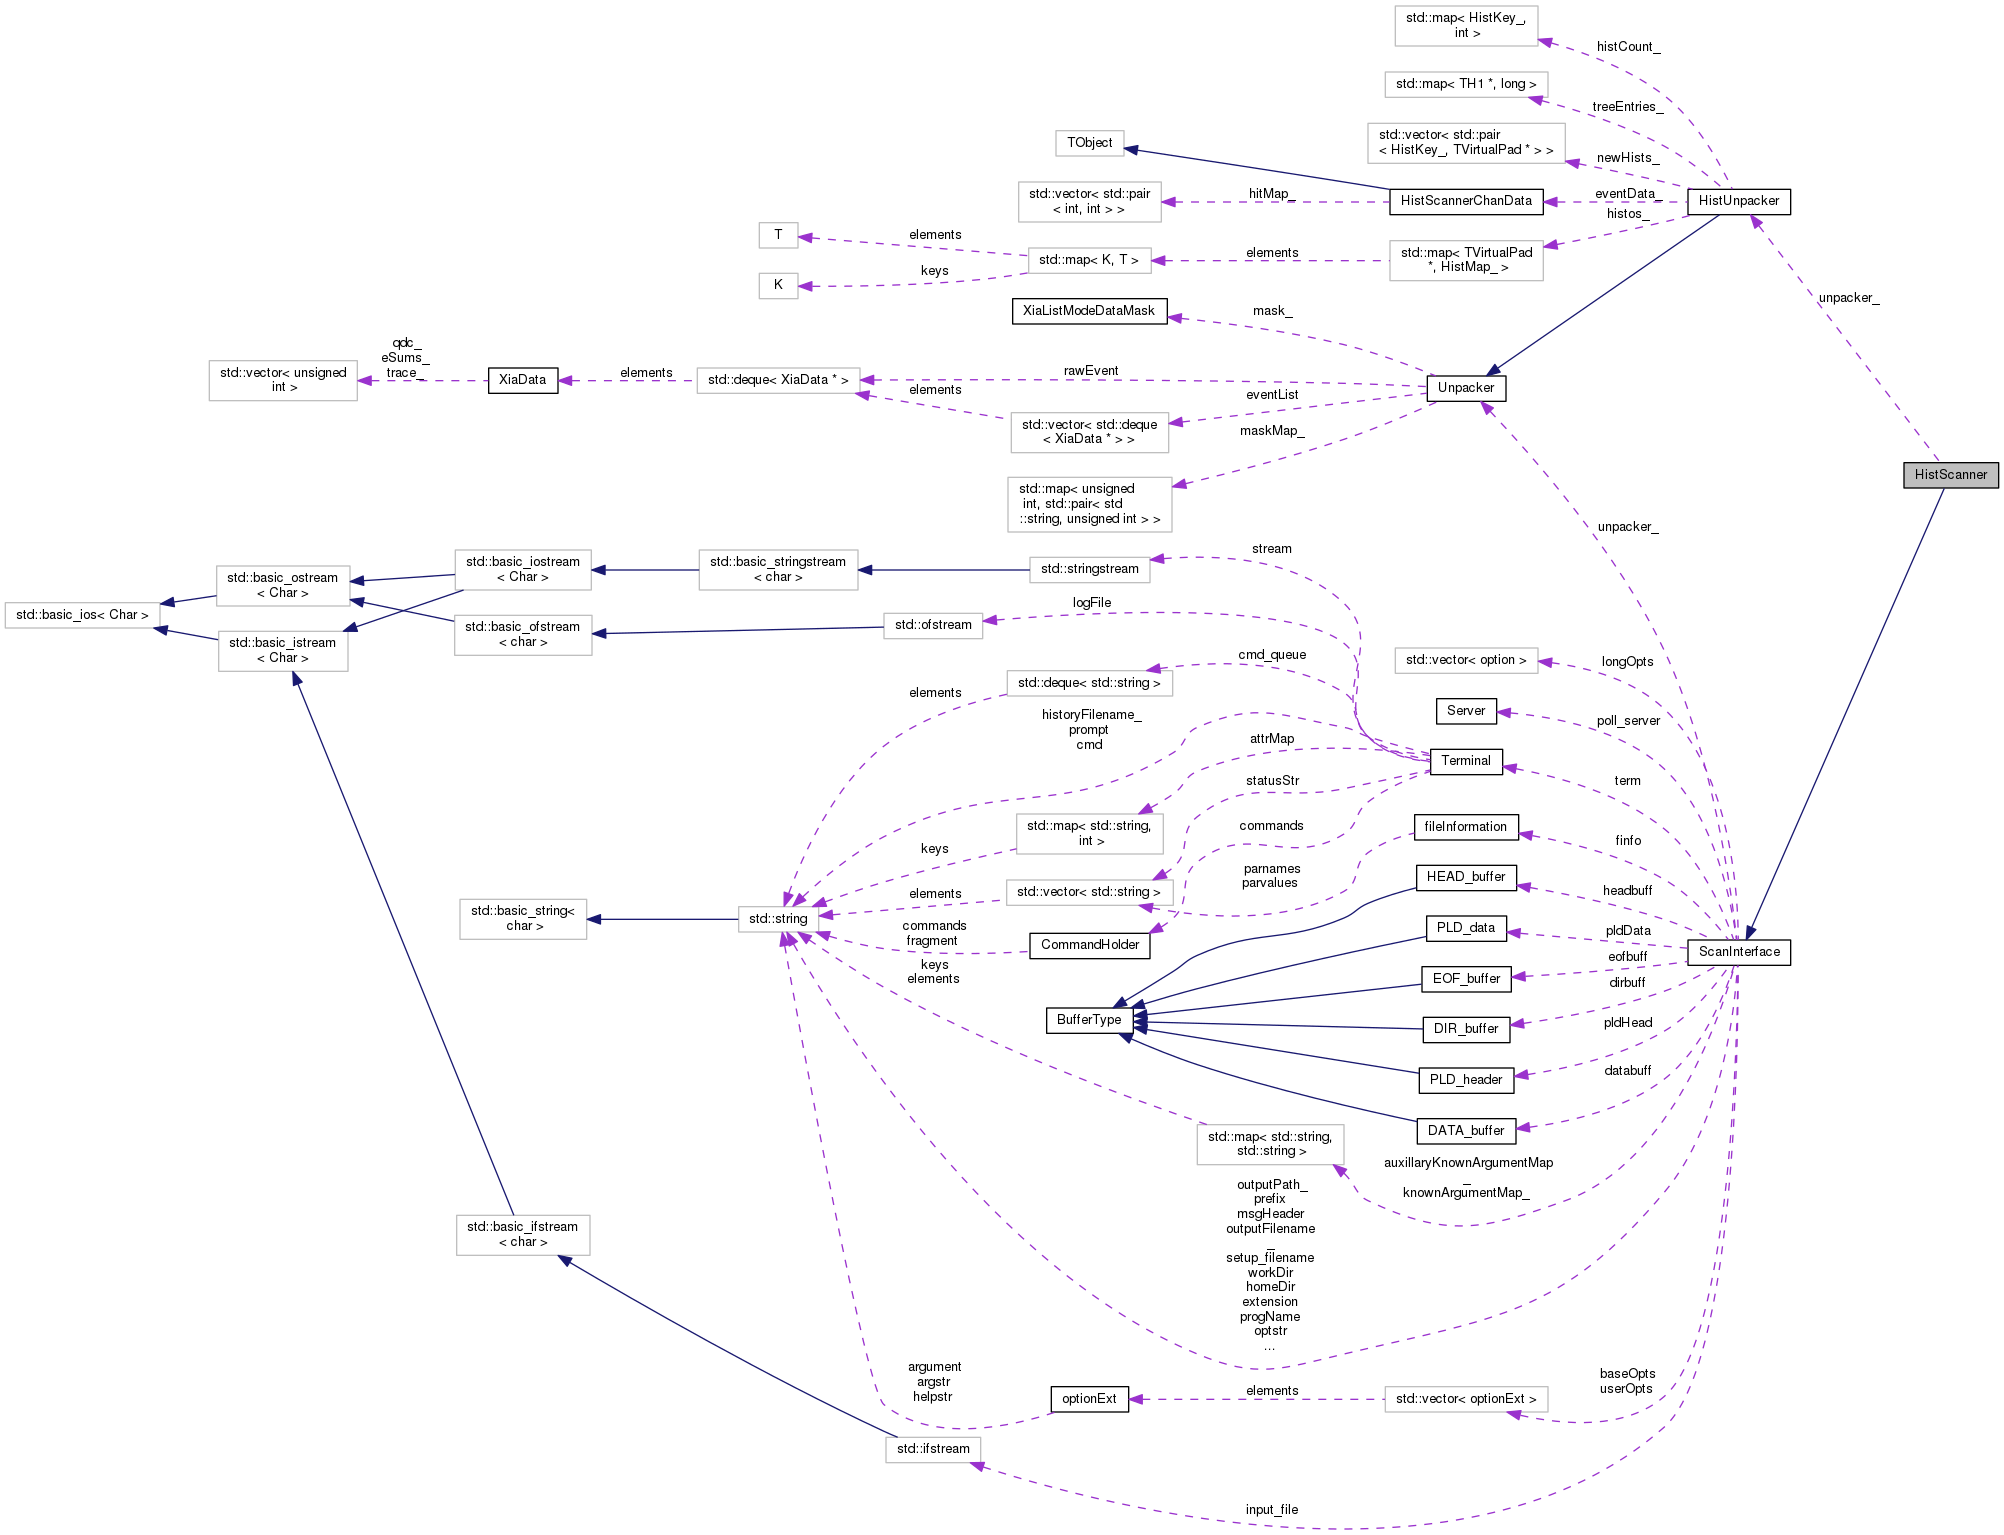 std::map< HistKey_,
int >
histCount_
std::map< TH1 *, long >
treeEntries_
std::vector< std::pair
< HistKey_, TVirtualPad * > >
newHists_
TObject
std::vector< std::pair
< int, int > >
hitMap_
HistScannerChanData
eventData_
HistUnpacker
histos_
T
K
elements
keys
std::map< K, T >
elements
std::map< TVirtualPad
*, HistMap_ >
unpacker_
XiaListModeDataMask
mask_
std::vector< unsigned
int >
qdc_
eSums_
trace_
XiaData
elements
std::deque< XiaData * >
rawEvent
elements
Unpacker
eventList
std::vector< std::deque
< XiaData * > >
maskMap_
std::map< unsigned
int, std::pair< std
::string, unsigned int > >
HistScanner
unpacker_
stream
std::basic_ios< Char >
std::basic_ostream
< Char >
std::basic_istream
< Char >
std::basic_iostream
< Char >
std::basic_ofstream
< char >
std::basic_stringstream
< char >
std::stringstream
std::ofstream
logFile
cmd_queue
std::deque< std::string >
elements
historyFilename_
prompt
cmd
attrMap
std::vector< option >
longOpts
Server
poll_server
Terminal
term
statusStr
std::map< std::string,
int >
commands
fileInformation
finfo
keys
parnames
parvalues
std::vector< std::string >
elements
HEAD_buffer
headbuff
std::basic_string<
char >
std::string
commands
fragment
CommandHolder
PLD_data
pldData
ScanInterface
keys
elements
EOF_buffer
eofbuff
dirbuff
BufferType
DIR_buffer
pldHead
PLD_header
databuff
DATA_buffer
std::map< std::string,
std::string >
auxillaryKnownArgumentMap
_
knownArgumentMap_
outputPath_
prefix
msgHeader
outputFilename
_
setup_filename
workDir
homeDir
extension
progName
optstr
...
std::basic_ifstream
< char >
argument
argstr
helpstr
optionExt
elements
std::vector< optionExt >
baseOpts
userOpts
std::ifstream
input_file